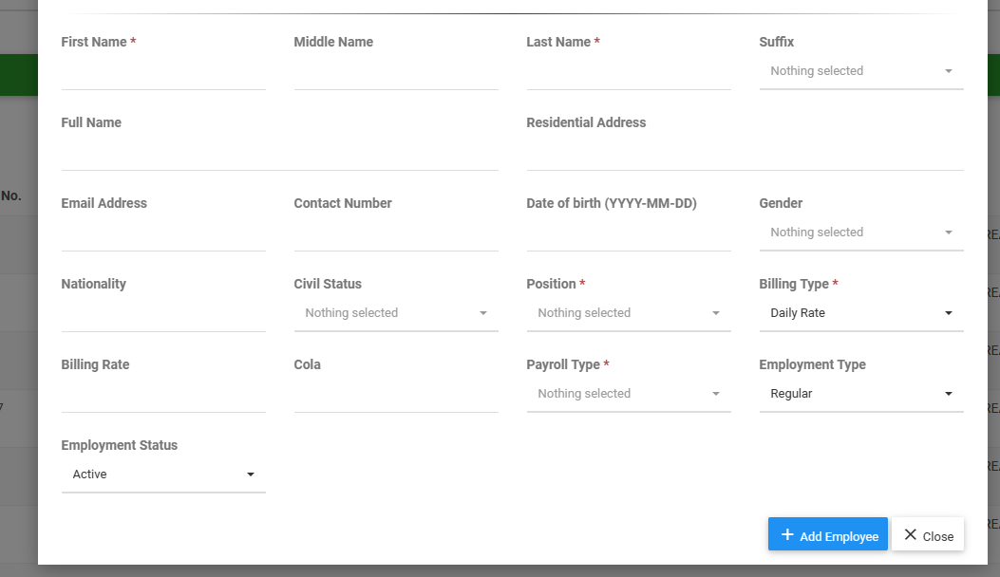 First Name * Middle Name Last Name * Suffix
Nothing selected
Full Name Residential Address
No.
Email Address Contact Number Date of birth (YYYY-MM-DD) Gender
Nothing selected
Nationality Civil Status Position * Billing Type *
Nothing selected Nothing selected Daily Rate
Billing Rate Cola Payroll Type * Employment Type
Nothing selected Regular
7
Employment Status
Active
+ Add Employee × Close